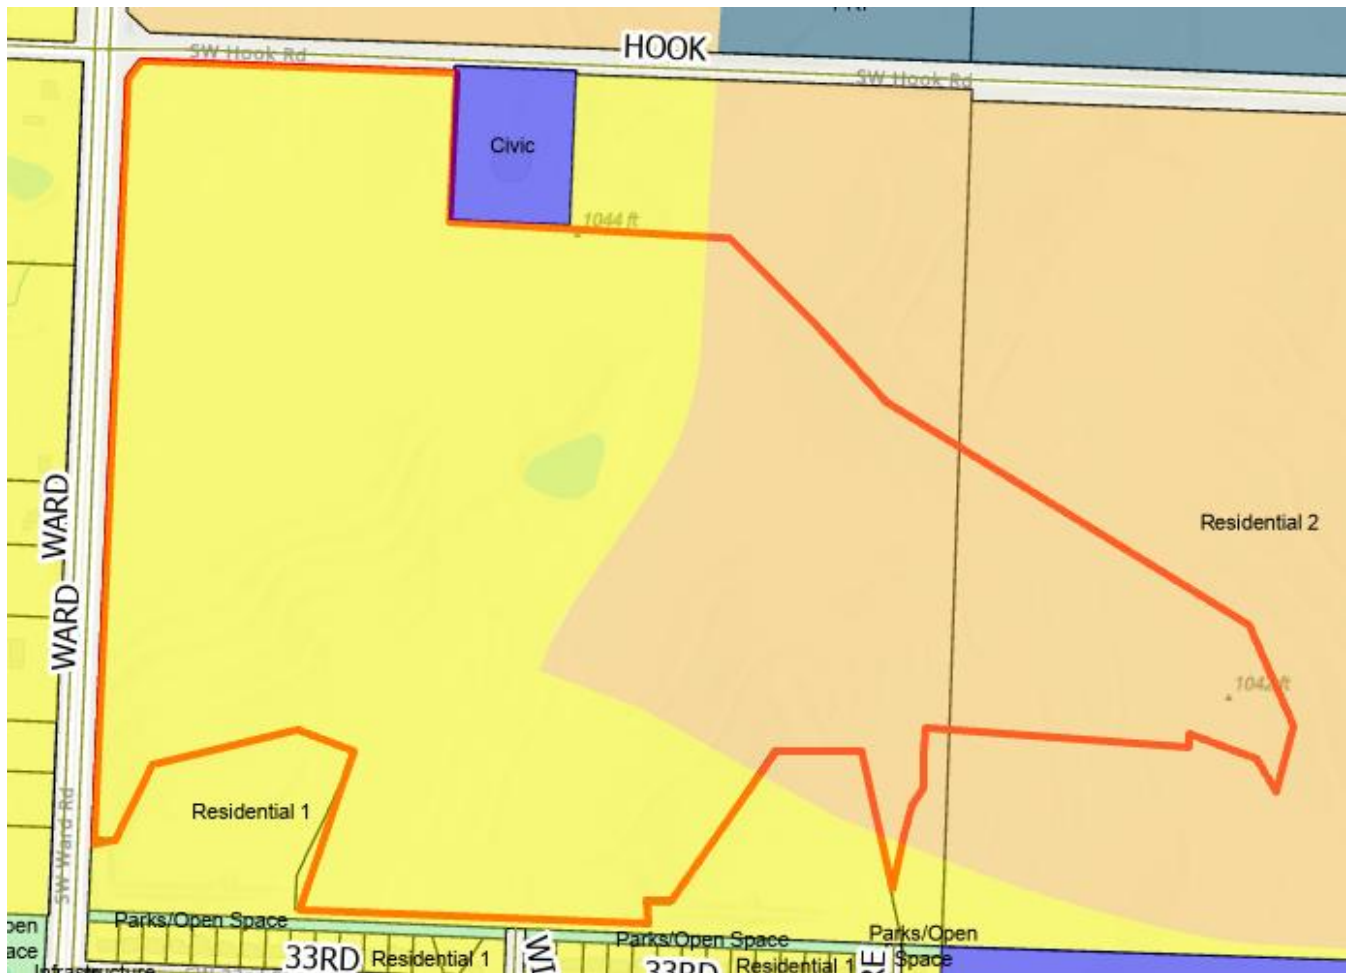 HOOK
SW Hook Rd
SW Hook Rd
Civic
1044 ft
WARD
Residential 2
WARD
1042 ft
Residential 1
SW Ward Rd
Parks/Open Space
Parks/Open Space
Parks/Open
Space
33RD
Residential 1
33RD
Residential 1
Infrastructure